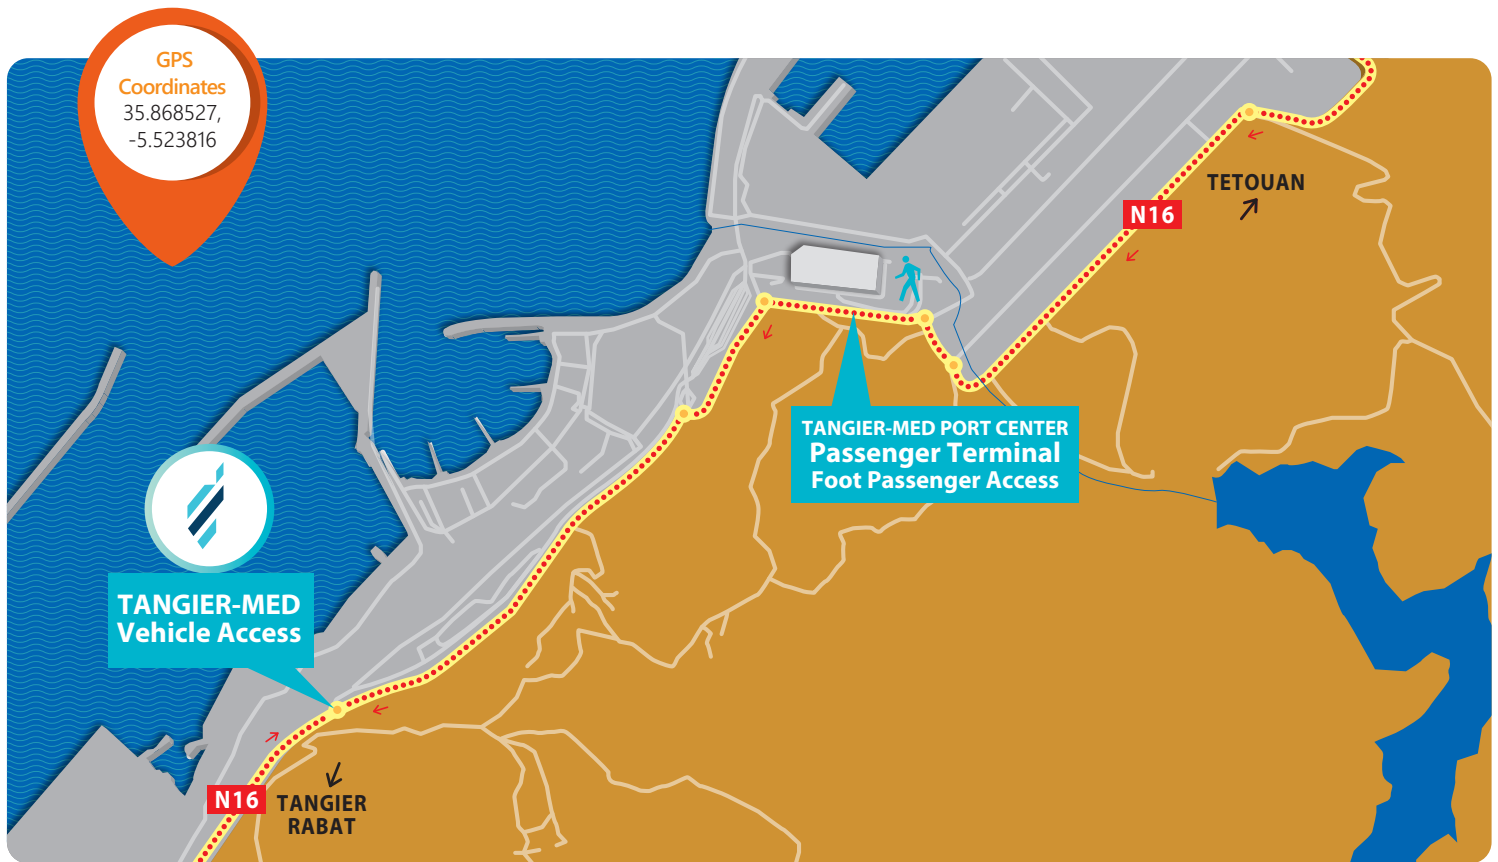 GPS
Coordinates
35.868527,
-5.523816
TETOUAN
N16
TANGIER-MED PORT CENTER
Passenger Terminal
Foot Passenger Access
TANGIER-MED
Vehicle Access
N16
TANGIER
RABAT